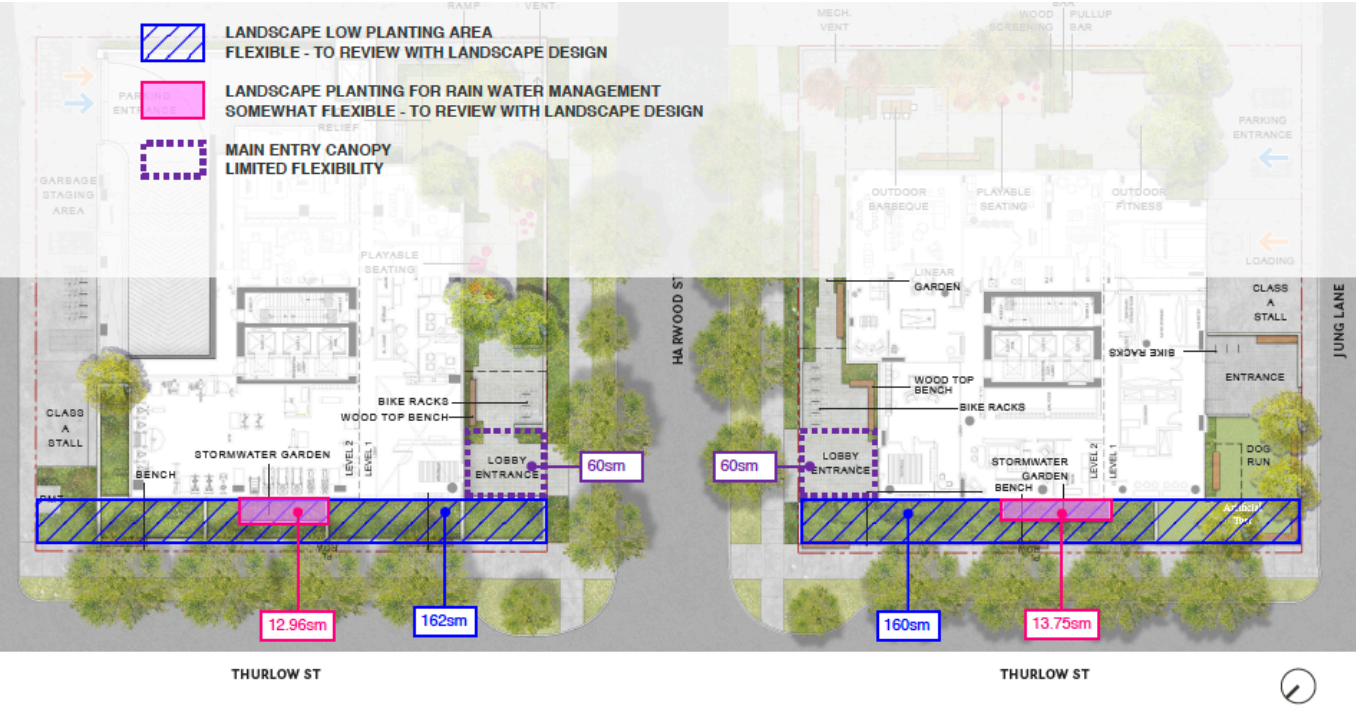 RAMP
VENT
LANDSCAPE LOW PLANTING AREA
FLEXIBLE - TO REVIEW WITH LANDSCAPE DESIGN
LANDSCAPE PLANTING FOR RAIN WATER MANAGEMENT
SOMEWHAT FLEXIBLE - TO REVIEW WITH LANDSCAPE DESIGN
MAIN ENTRY CANOPY
LIMITED FLEXIBILITY
PARKING
ENTRANCE
RELIEF
GARBAGE
STAGING
AREA
PLAYABLE
SEATING
CLASS
A
STALL
BIKE RACKS
WOOD TOP BENCH
STORMWATER GARDEN
BENCH
LEVEL 2
LEVEL 1
LOBBY
ENTRANCE
60sm
PMT
12.96sm
162sm
THURLOW ST
HARWOOD ST
MECH.
VENT
BAR
WOOD
SCREENING
PULLUP
BAR
PARKING
ENTRANCE
OUTDOOR
BARBEQUE
PLAYABLE
SEATING
OUTDOOR
FITNESS
LOADING
LINEAR
GARDEN
CLASS
A
STALL
JUNG LANE
BIKE RACKS
ENTRANCE
WOOD TOP
BENCH
BIKE RACKS
60sm
LOBBY
ENTRANCE
STORMWATER
GARDEN
BENCH
LEVEL 2
LEVEL 1
DOG
RUN
Artificial
Turf
160sm
13.75sm
THURLOW ST